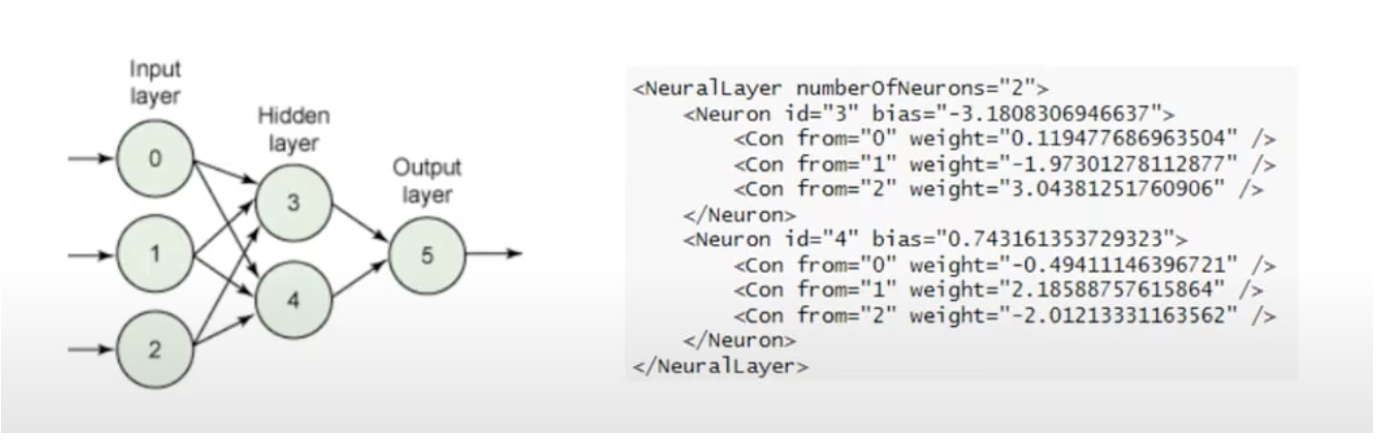 Input
layer
0
1
2
Hidden
layer
3
4
Output
layer
5
<NeuralLayer numberOfNeurons="2">
<Neuron id="3" bias="-3.1808306946637">
<Con from="0" weight="0.119477686963504" />
<Con from="1" weight="-1.97301278112877" />
<Con from="2" weight="3.04381251760906" />
</Neuron>
<Neuron id="4" bias="0.743161353729323">
<Con from="0" weight="-0.49411146396721" />
<Con from="1" weight="2.18588757615864" />
<Con from="2" weight="-2.01213331163562" />
</Neuron>
</NeuralLayer>